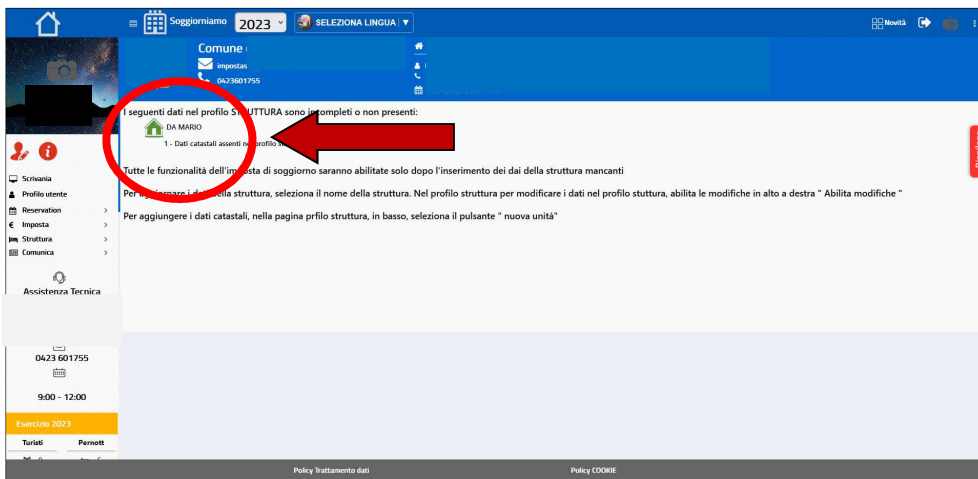 Soggiorniamo 2023 SELEZIONA LINGUA| ▼
Novità
Comune
impostas
0423601755
I seguenti dati nel profilo STRUTTURA sono incompleti o non presenti:
DA MARIO
1 - Dati catastali assenti nel profilo
Tutte le funzionalità dell'imposta di soggiorno saranno abilitate solo dopo l'inserimento dei dai della struttura mancanti
Per aggiornare i dati della struttura, seleziona il nome della struttura. Nel profilo struttura per modificare i dati nel profilo stuttura, abilita le modifiche in alto a destra " Abilita modifiche "
Per aggiungere i dati catastali, nella pagina prfilo struttura, in basso, seleziona il pulsante " nuova unità"
Scrivania
Profilo utente
Reservation >
€ Imposta >
Struttura >
Comunica >
Assistenza Tecnica
0423 601755
9:00 - 12:00
Esercizio 2023
Turisti Pernott
Policy Trattamento dati Policy COOKIE